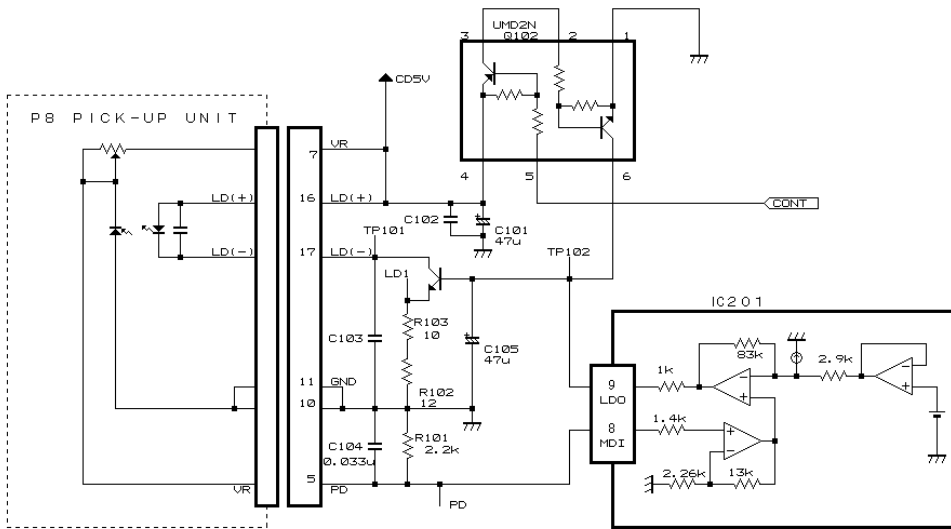 UMD2N
3 Q102 2 1
CD5V
P8 PICK-UP UNIT
7 VR
4 5 6
LD(+) 16 LD(+)
CONT
C102
C101
47u
TP101
LD(-) 17 LD(-)
TP102
LD1
IC201
R103
10
C103
C105
47u
83k
2.9k
1k
11 GND
9
LDO
10
R102
12
8
MDI
1.4k
C104
0.033u
R101
2.2k
2.26k
13k
5
VR PD
PD